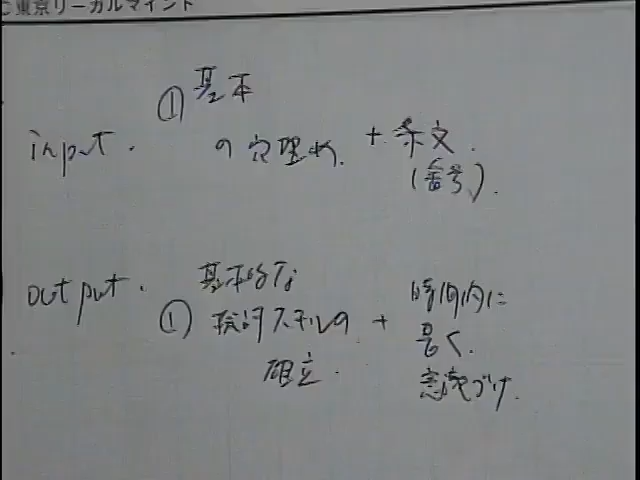 ©東京リーガルマインド
input. ①基本
の穴埋め. + 条文.
(番号).
output. ① 基本的な
技術スキルの + 時間内に
確立. 書く.
意識づけ.